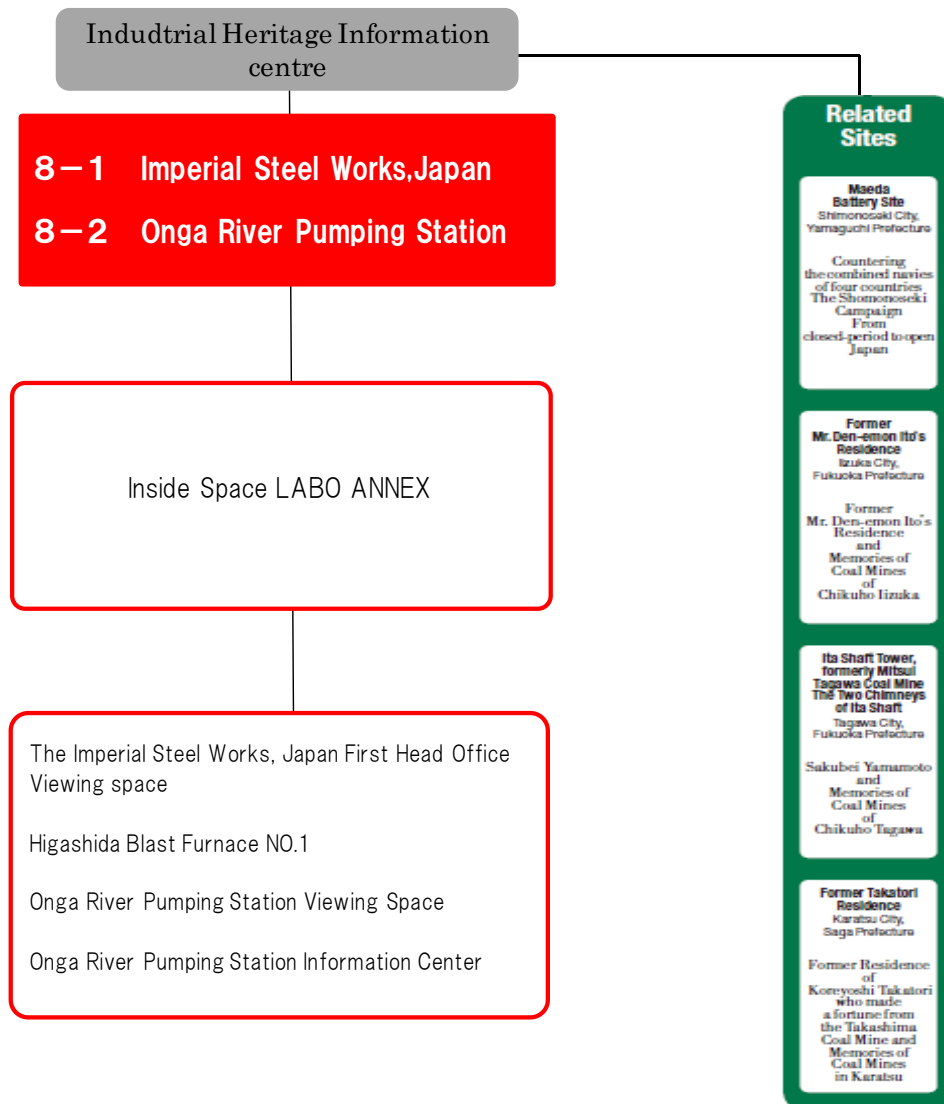 Indudtrial Heritage Information
centre
8－1 Imperial Steel Works,Japan
8－2 Onga River Pumping Station
Inside Space LABO ANNEX
The Imperial Steel Works, Japan First Head Office
Viewing space
Higashida Blast Furnace NO.1
Onga River Pumping Station Viewing Space
Onga River Pumping Station Information Center
Related
Sites
Maeda
Battery Site
Shimonoseki City,
Yamaguchi Prefecture
Countering
the combined navies
of four countries
The Shomonoseki
Campaign
From
closed-period to open
Japan
Former
Mr. Den-emon Ito's
Residence
Iizuka City,
Fukuoka Prefecture
Former
Mr. Den-emon Ito's
Residence
and
Memories of
Coal Mines
of
Chikuho Iizuka
Ita Shaft Tower,
formerly Mitsui
Tagawa Coal Mine
The Two Chimneys
of Ita Shaft
Tagawa City,
Fukuoka Prefecture
Sakubei Yamamoto
and
Memories of
Coal Mines
of
Chikuho Tagawa
Former Takatori
Residence
Karatsu City,
Saga Prefecture
Former Residence
of
Koreyoshi Takatori
who made
a fortune from
the Takashima
Coal Mine and
Memories of
Coal Mines
in Karatsu